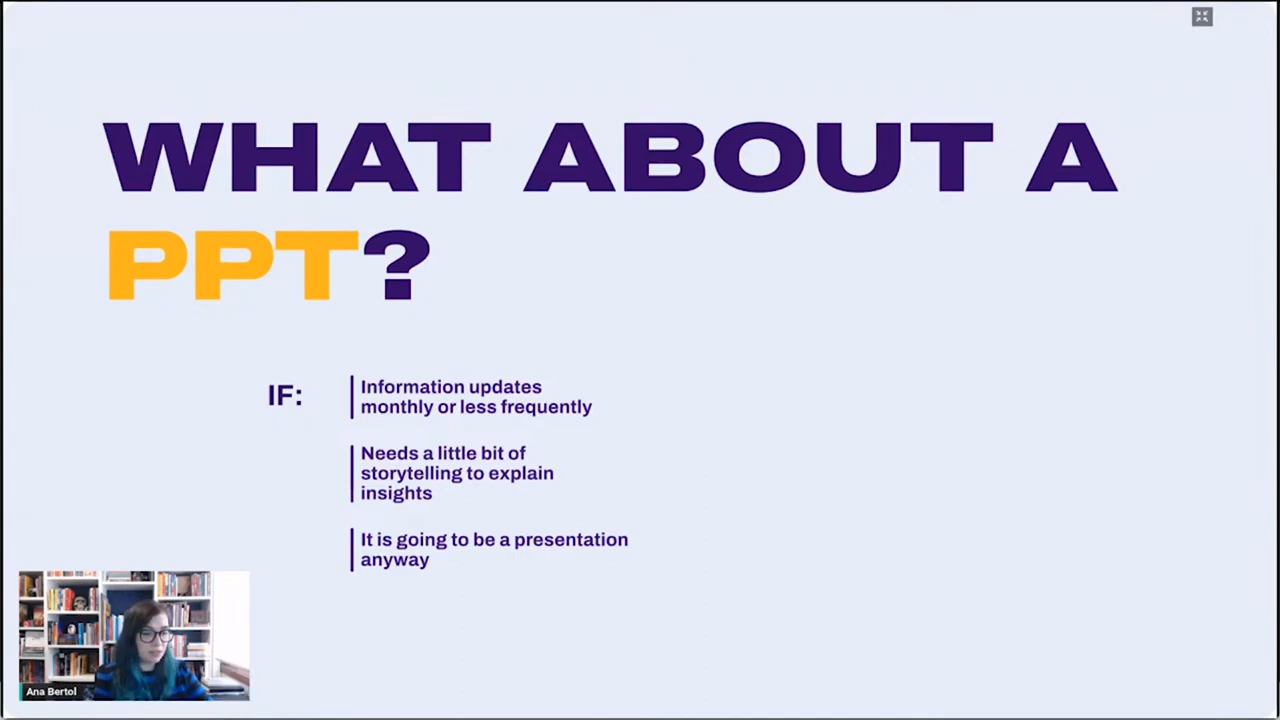 WHAT ABOUT A
PPT?
IF:
Information updates
monthly or less frequently
Needs a little bit of
storytelling to explain
insights
It is going to be a presentation
anyway
Ana Bertol